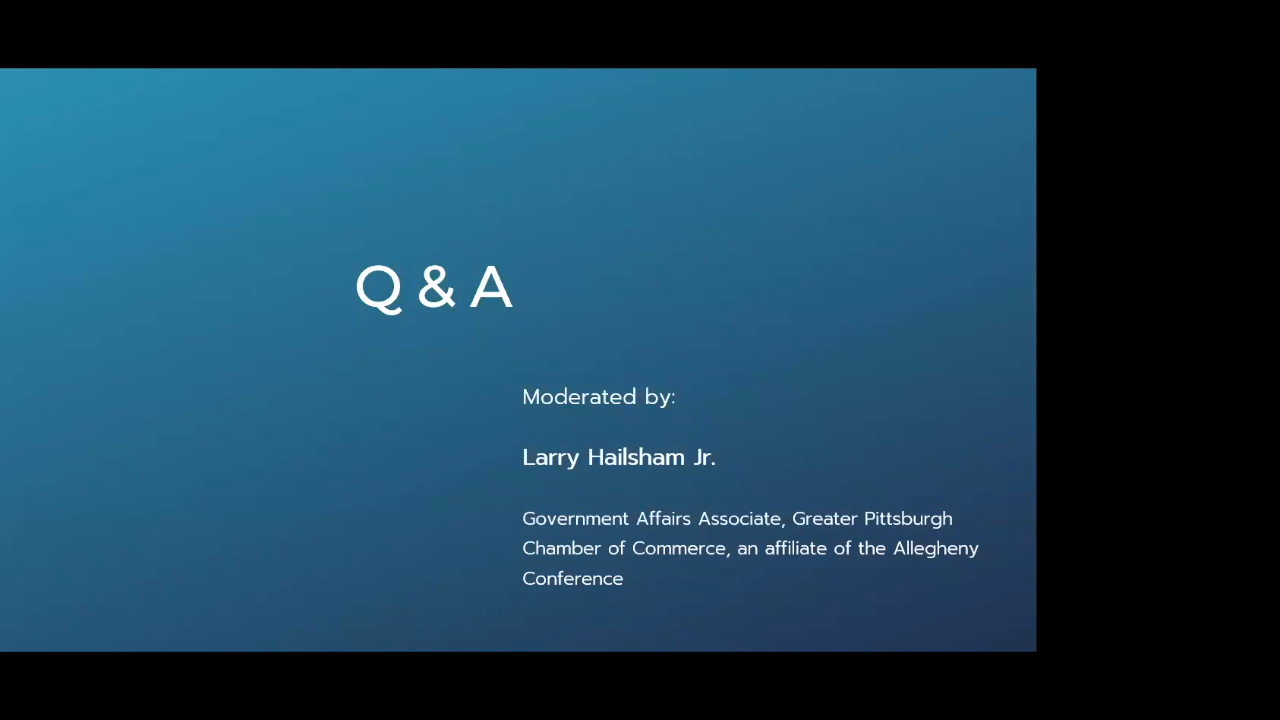 Q & A
Moderated by:
Larry Hailsham Jr.
Government Affairs Associate, Greater Pittsburgh
Chamber of Commerce, an affiliate of the Allegheny
Conference